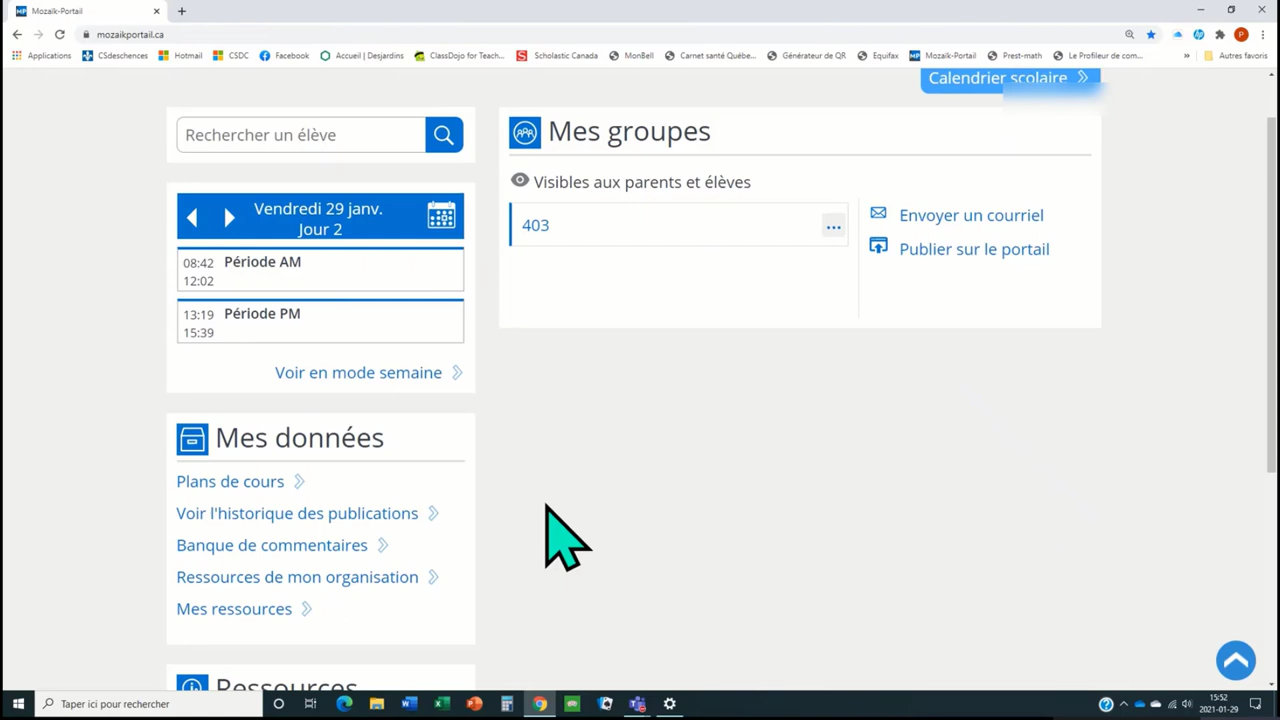 Mozaïk-Portail
mozaikportail.ca
Applications
CSdesceances
Hotmail
CSDC
Facebook
Accueil | Desjardins
ClassDojo for Teach...
Scholastic Canada
MonBell
Carnet santé Québe...
Générateur de QR
Equifax
Mozaik-Portail
Prest-math
Le Profileur de com...
Autres favoris
Calendrier scolaire
Rechercher un élève
Mes groupes
Visibles aux parents et élèves
Vendredi 29 janv.
Jour 2
403
...
Envoyer un courriel
Publier sur le portail
08:42
Période AM
12:02
13:19
Période PM
15:39
Voir en mode semaine
Mes données
Plans de cours
Voir l'historique des publications
Banque de commentaires
Ressources de mon organisation
Mes ressources
Ressources
Taper ici pour rechercher
15:52
2021-01-29